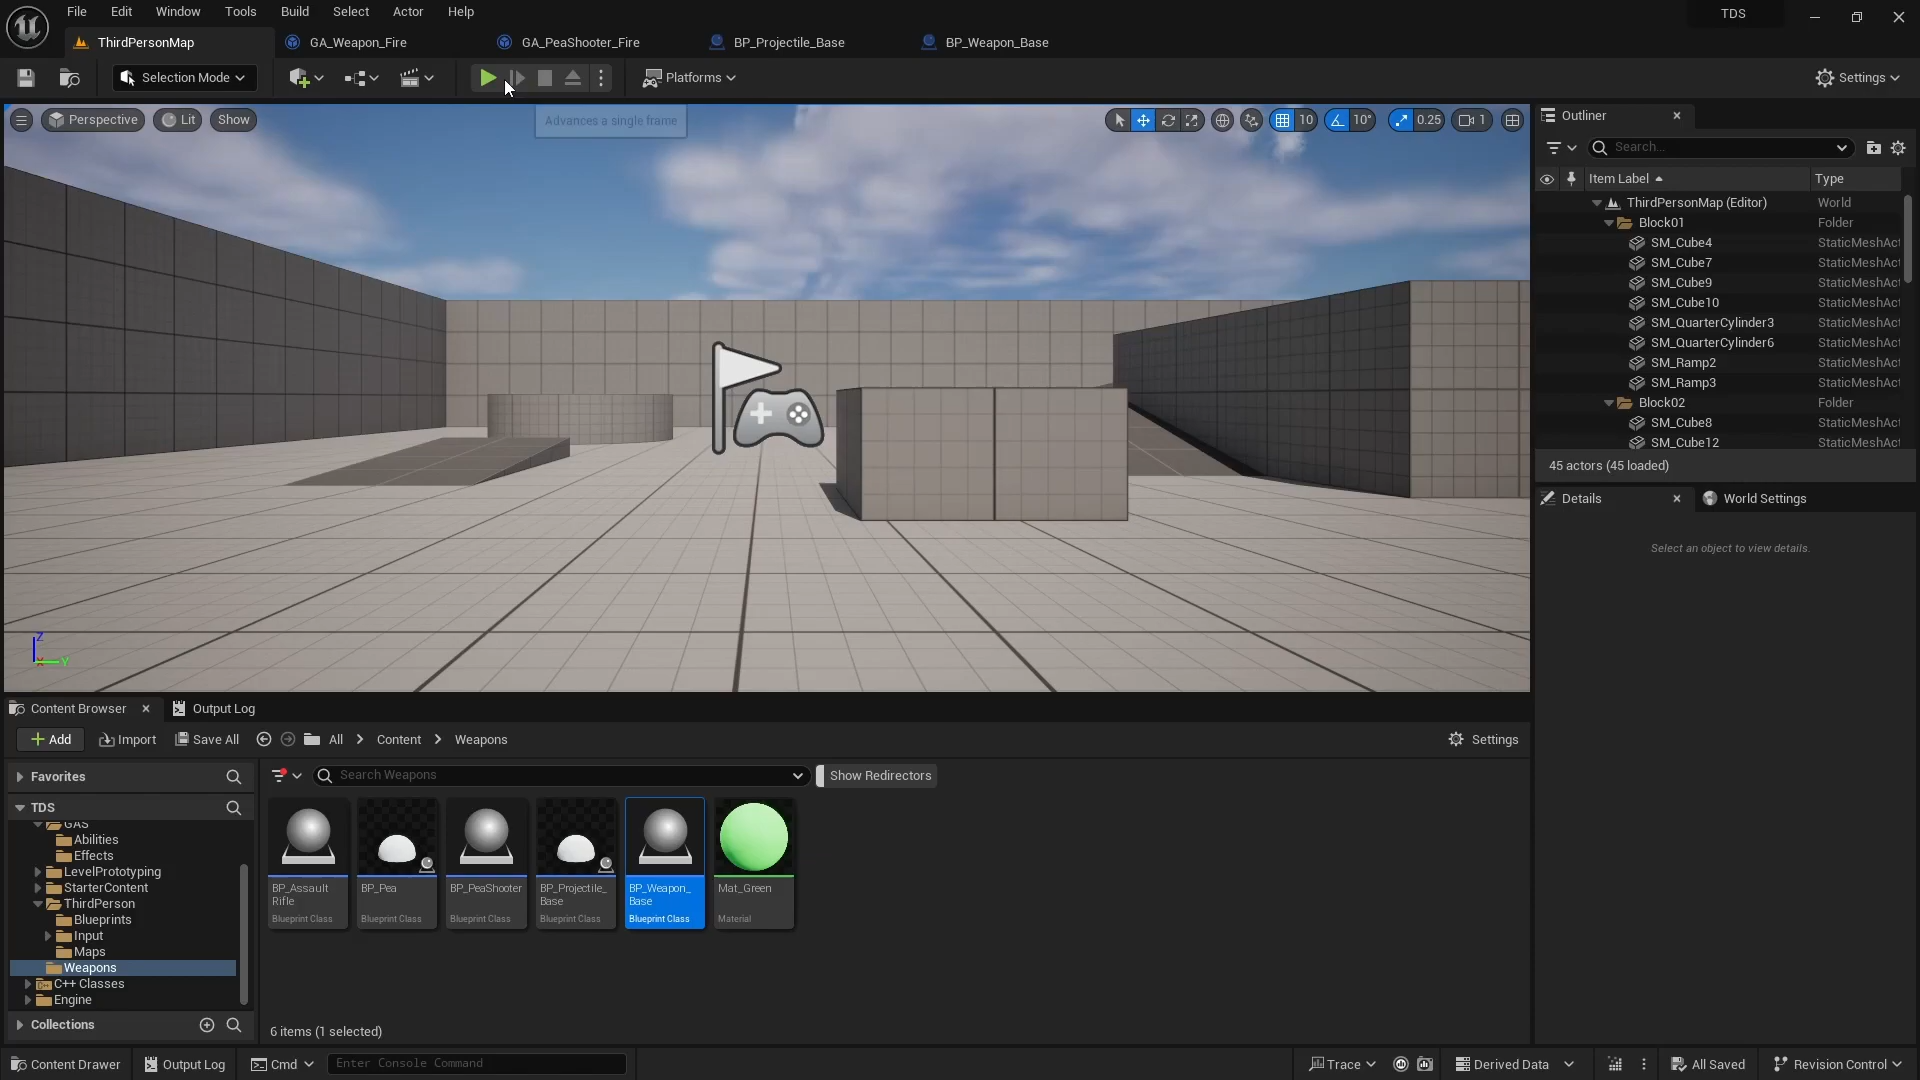 File Edit Window Tools Build Select Actor Help
TDS
ThirdPersonMap
GA_Weapon_Fire
GA_PeaShooter_Fire
BP_Projectile_Base
BP_Weapon_Base
Selection Mode
Platforms
Settings
Perspective
Lit
Show
Advances a single frame
10
10°
0.25
1
Outliner
Search...
Item Label
Type
ThirdPersonMap (Editor) World
Block01 Folder
SM_Cube4 StaticMeshAct
SM_Cube7 StaticMeshAct
SM_Cube9 StaticMeshAct
SM_Cube10 StaticMeshAct
SM_QuarterCylinder3 StaticMeshAct
SM_QuarterCylinder6 StaticMeshAct
SM_Ramp2 StaticMeshAct
SM_Ramp3 StaticMeshAct
Block02 Folder
SM_Cube8 StaticMeshAct
SM_Cube12 StaticMeshAct
45 actors (45 loaded)
Details
World Settings
Select an object to view details.
Z
X
Y
Content Browser
Output Log
Add
Import
Save All
All
Content
Weapons
Settings
Favorites
Search Weapons
Show Redirectors
TDS
GAS
Abilities
Effects
LevelPrototyping
StarterContent
ThirdPerson
Blueprints
Input
Maps
Weapons
C++ Classes
Engine
Collections
BP_Assault
Rifle
Blueprint Class
BP_Pea
Blueprint Class
BP_PeaShooter
Blueprint Class
BP_Projectile_
Base
Blueprint Class
BP_Weapon_
Base
Blueprint Class
Mat_Green
Material
6 items (1 selected)
Content Drawer
Output Log
Cmd
Enter Console Command
Trace
Derived Data
All Saved
Revision Control